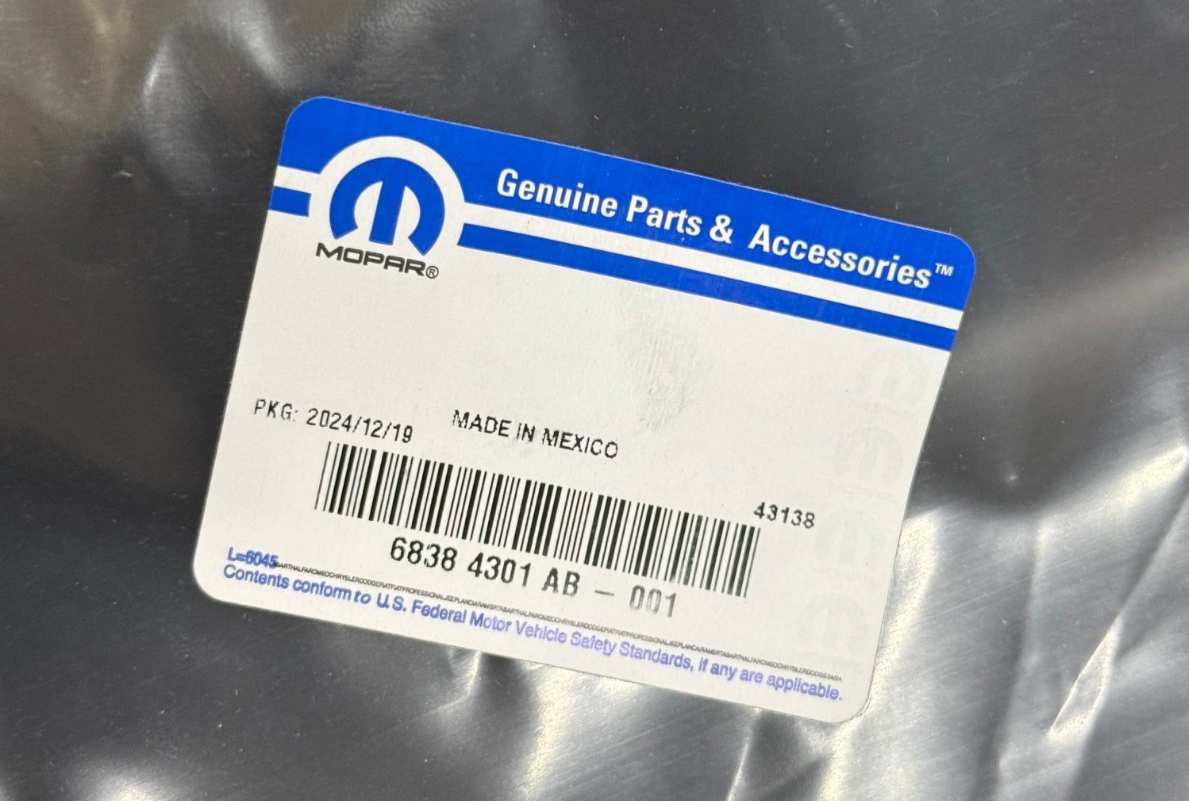 Genuine Parts & Accessories™
MOPAR®
PKG: 2024/12/19 MADE IN MEXICO
43138
6838 4301 AB - 001
L=6045
Contents conform to U.S. Federal Motor Vehicle Safety Standards, if any are applicable.